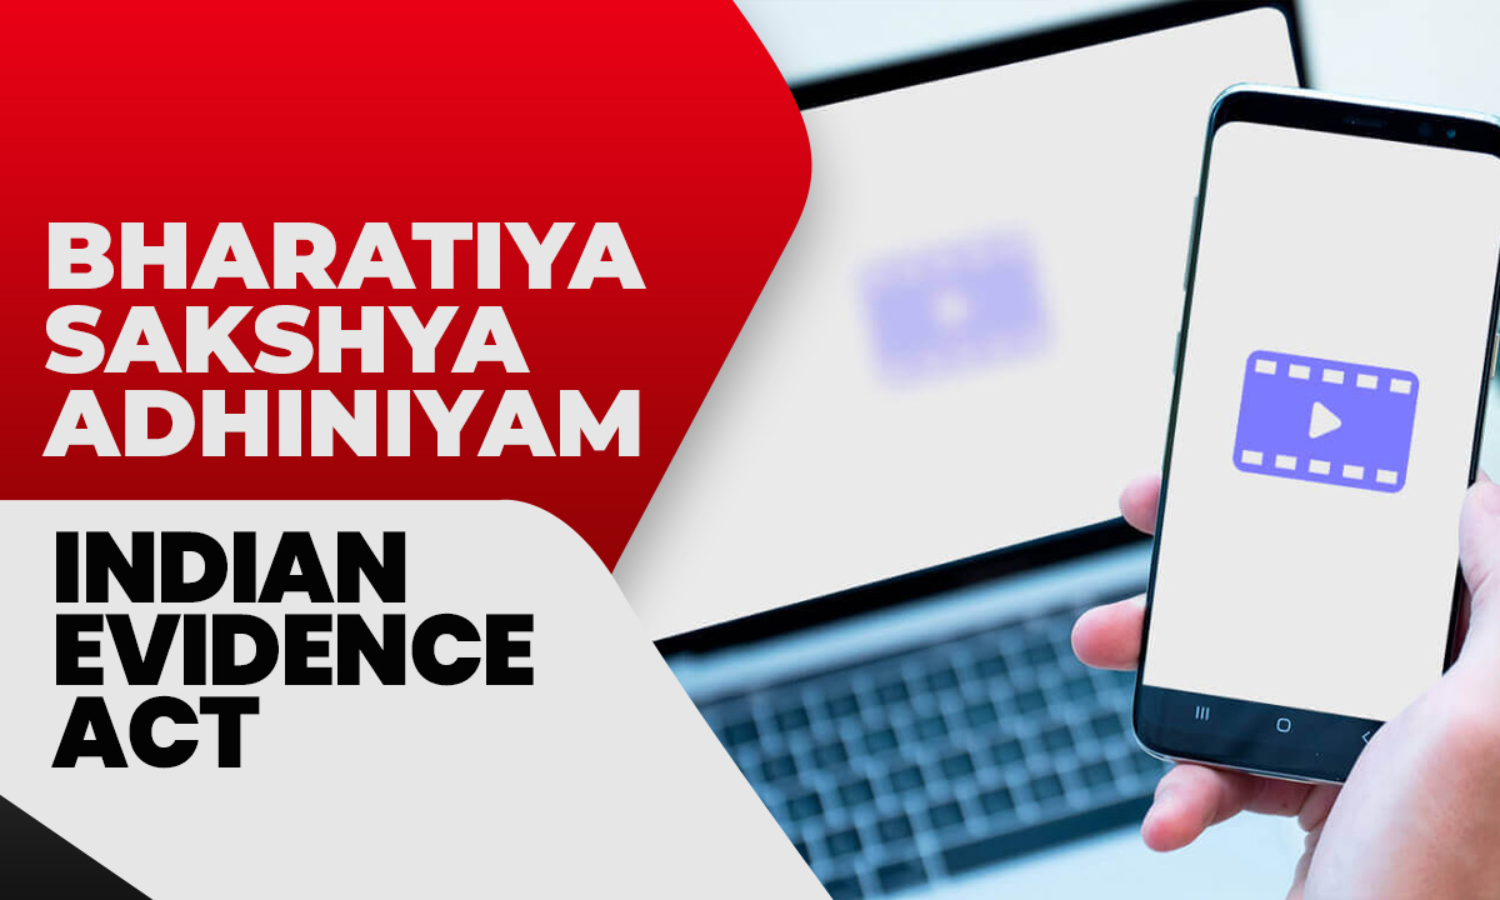 BHARATIYA
SAKSHYA
ADHINIYAM
INDIAN
EVIDENCE
ACT